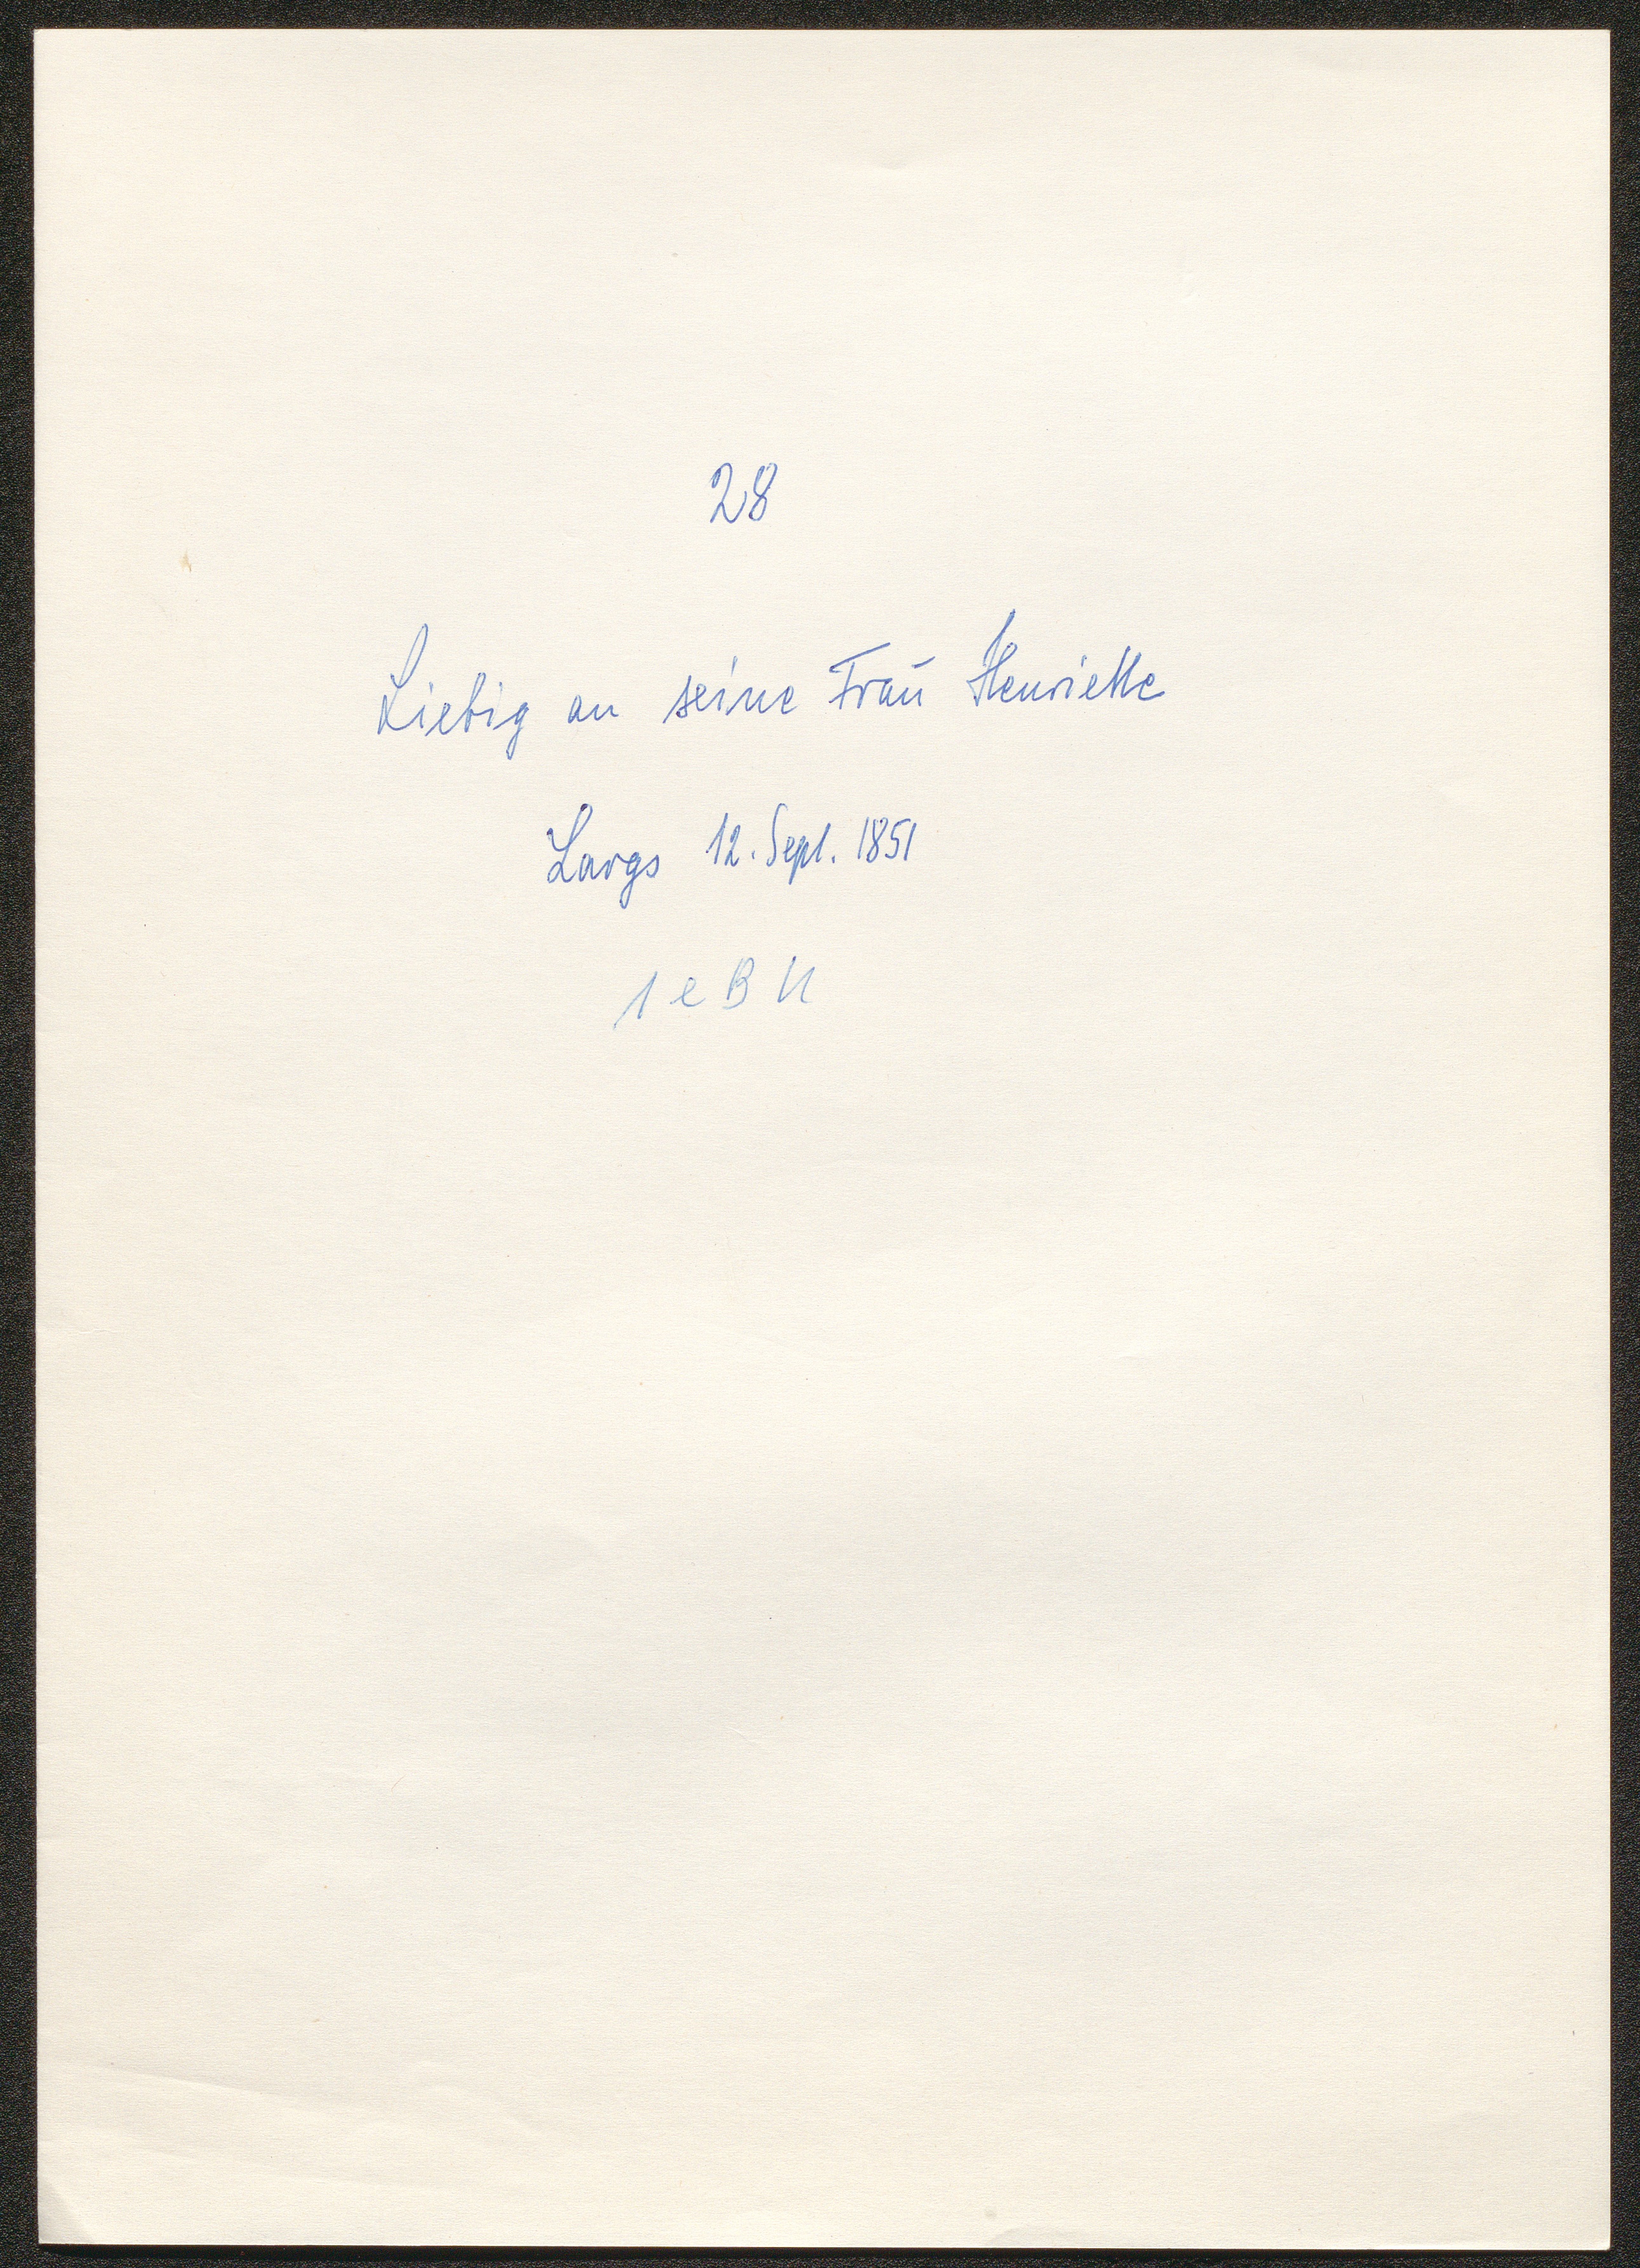 28
Liebig an seine Frau Henriette
Largs 12. Sept. 1851
1 e B U